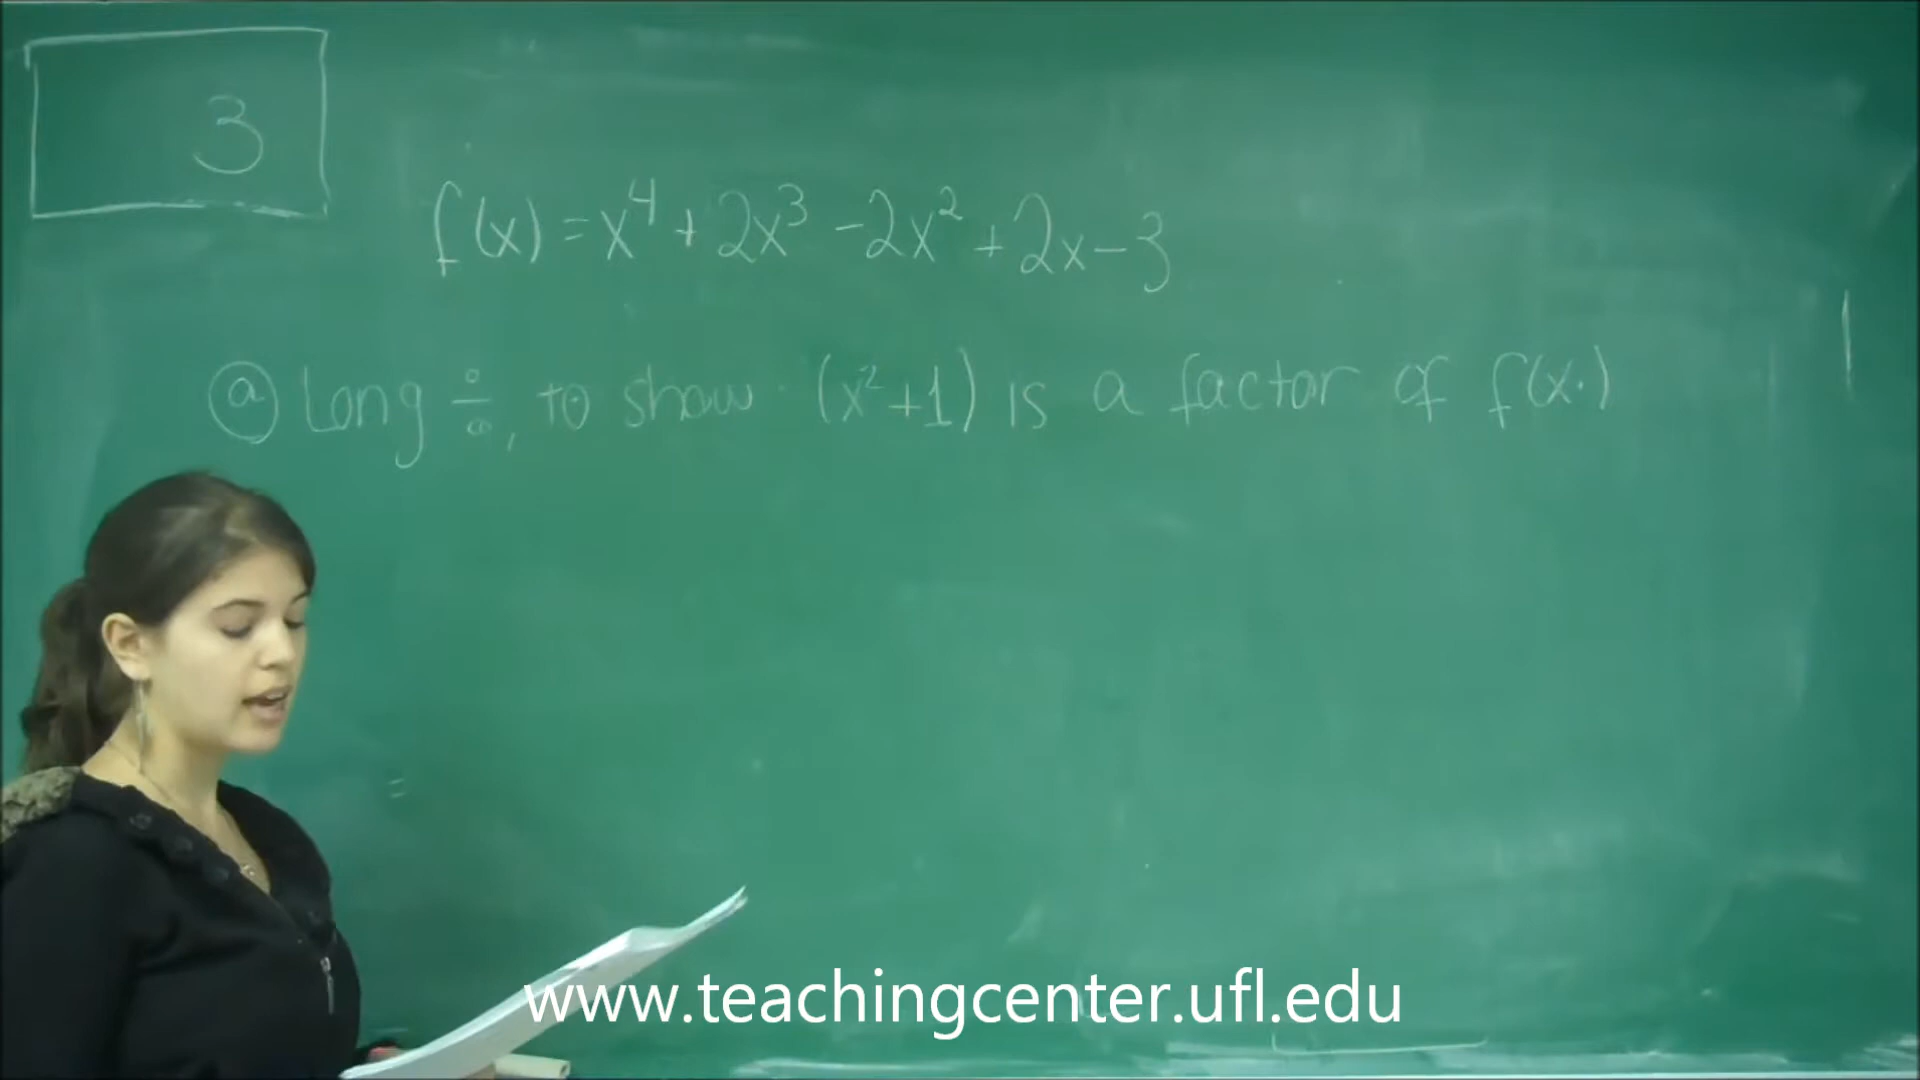 3
f(x) = x⁴ + 2x³ - 2x² + 2x - 3
ⓐ Long ÷, to show (x² + 1) is a factor of f(x.)
www.teachingcenter.ufl.edu